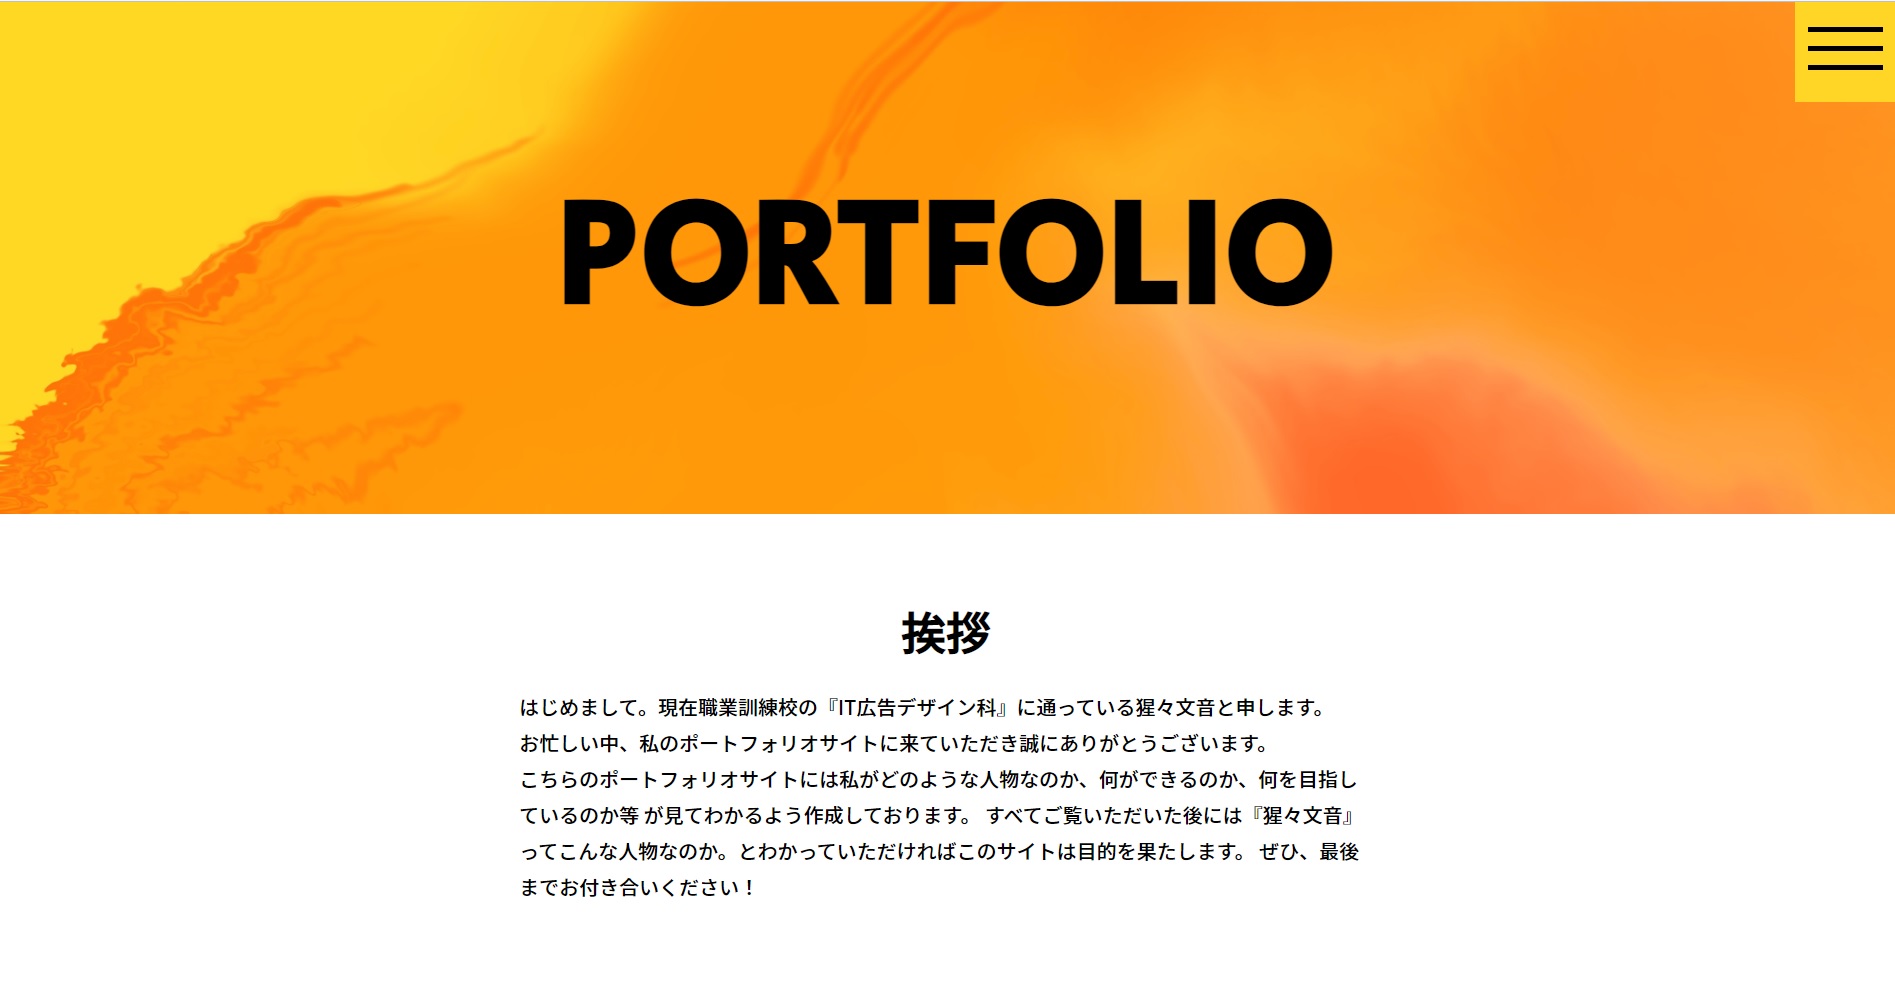 PORTFOLIO
挨拶
はじめまして。現在職業訓練校の『IT広告デザイン科』に通っている猩々文音と申します。
お忙しい中、私のポートフォリオサイトに来ていただき誠にありがとうございます。
こちらのポートフォリオサイトには私がどのような人物なのか、何ができるのか、何を目指し
ているのか等 が見てわかるよう作成しております。 すべてご覧いただいた後には『猩々文音』
ってこんな人物なのか。とわかっていただければこのサイトは目的を果たします。 ぜひ、最後
までお付き合いください！